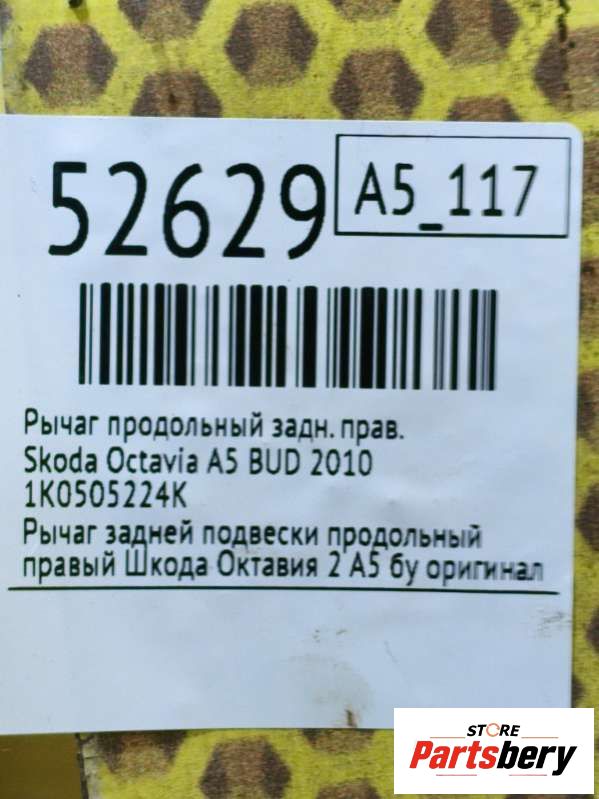 52629
A5_117
Рычаг продольный задн. прав.
Skoda Octavia A5 BUD 2010
1K0505224K
Рычаг задней подвески продольный
правый Шкода Октавия 2 А5 бу оригинал
STORE
Partsbery